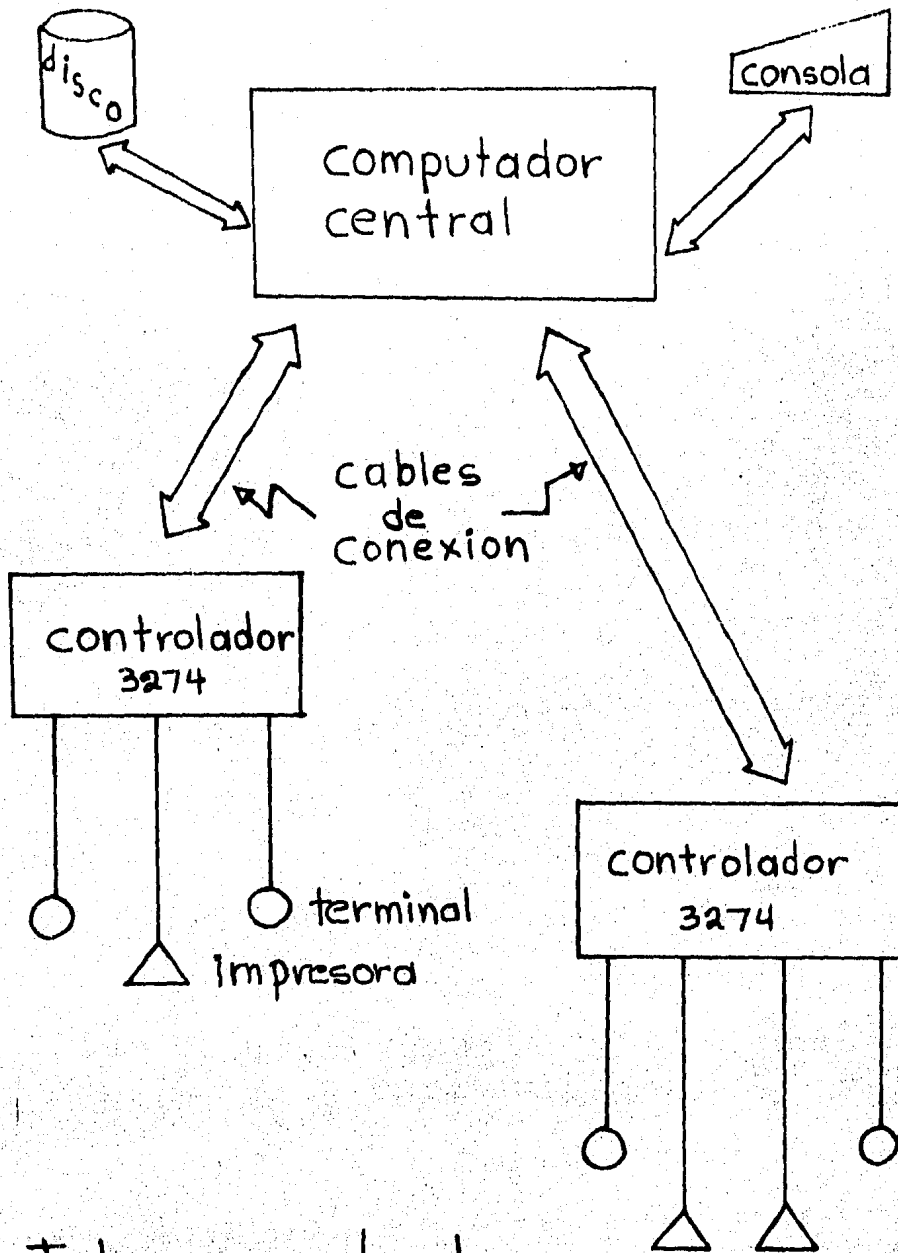 disco
consola
computador
central
cables
de
conexion
controlador
3274
terminal
impresora
controlador
3274